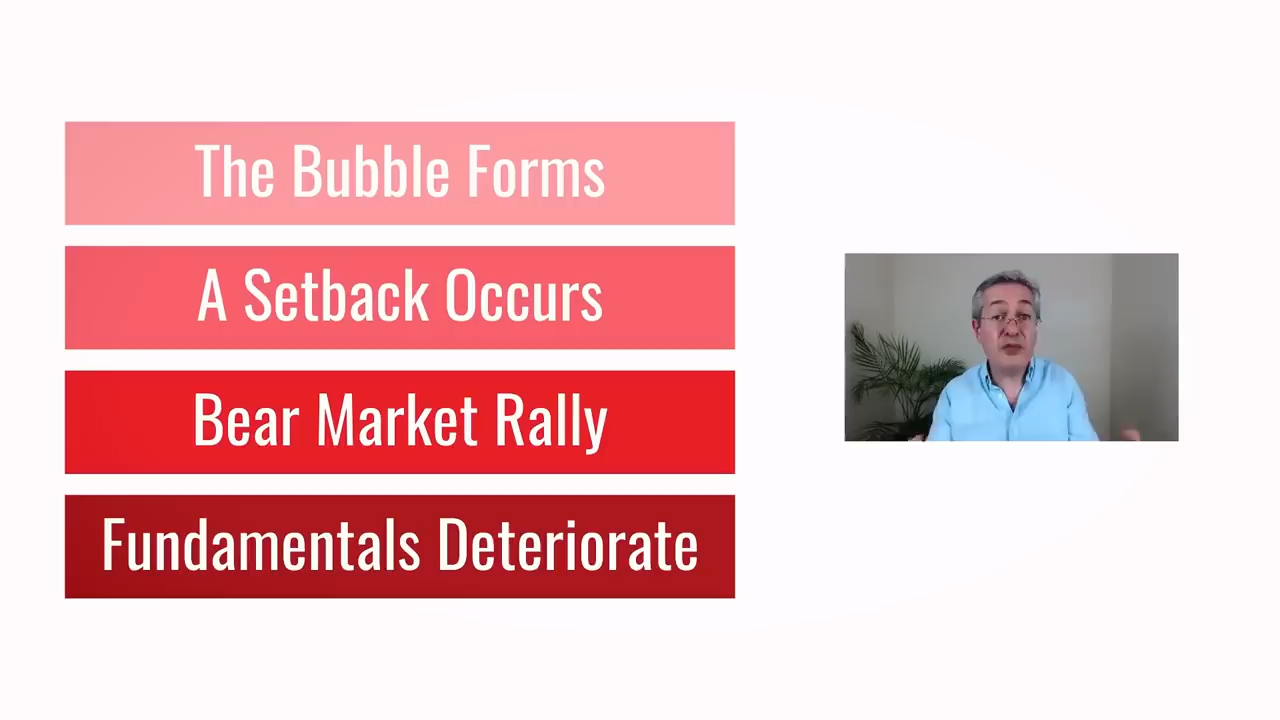 The Bubble Forms
A Setback Occurs
Bear Market Rally
Fundamentals Deteriorate